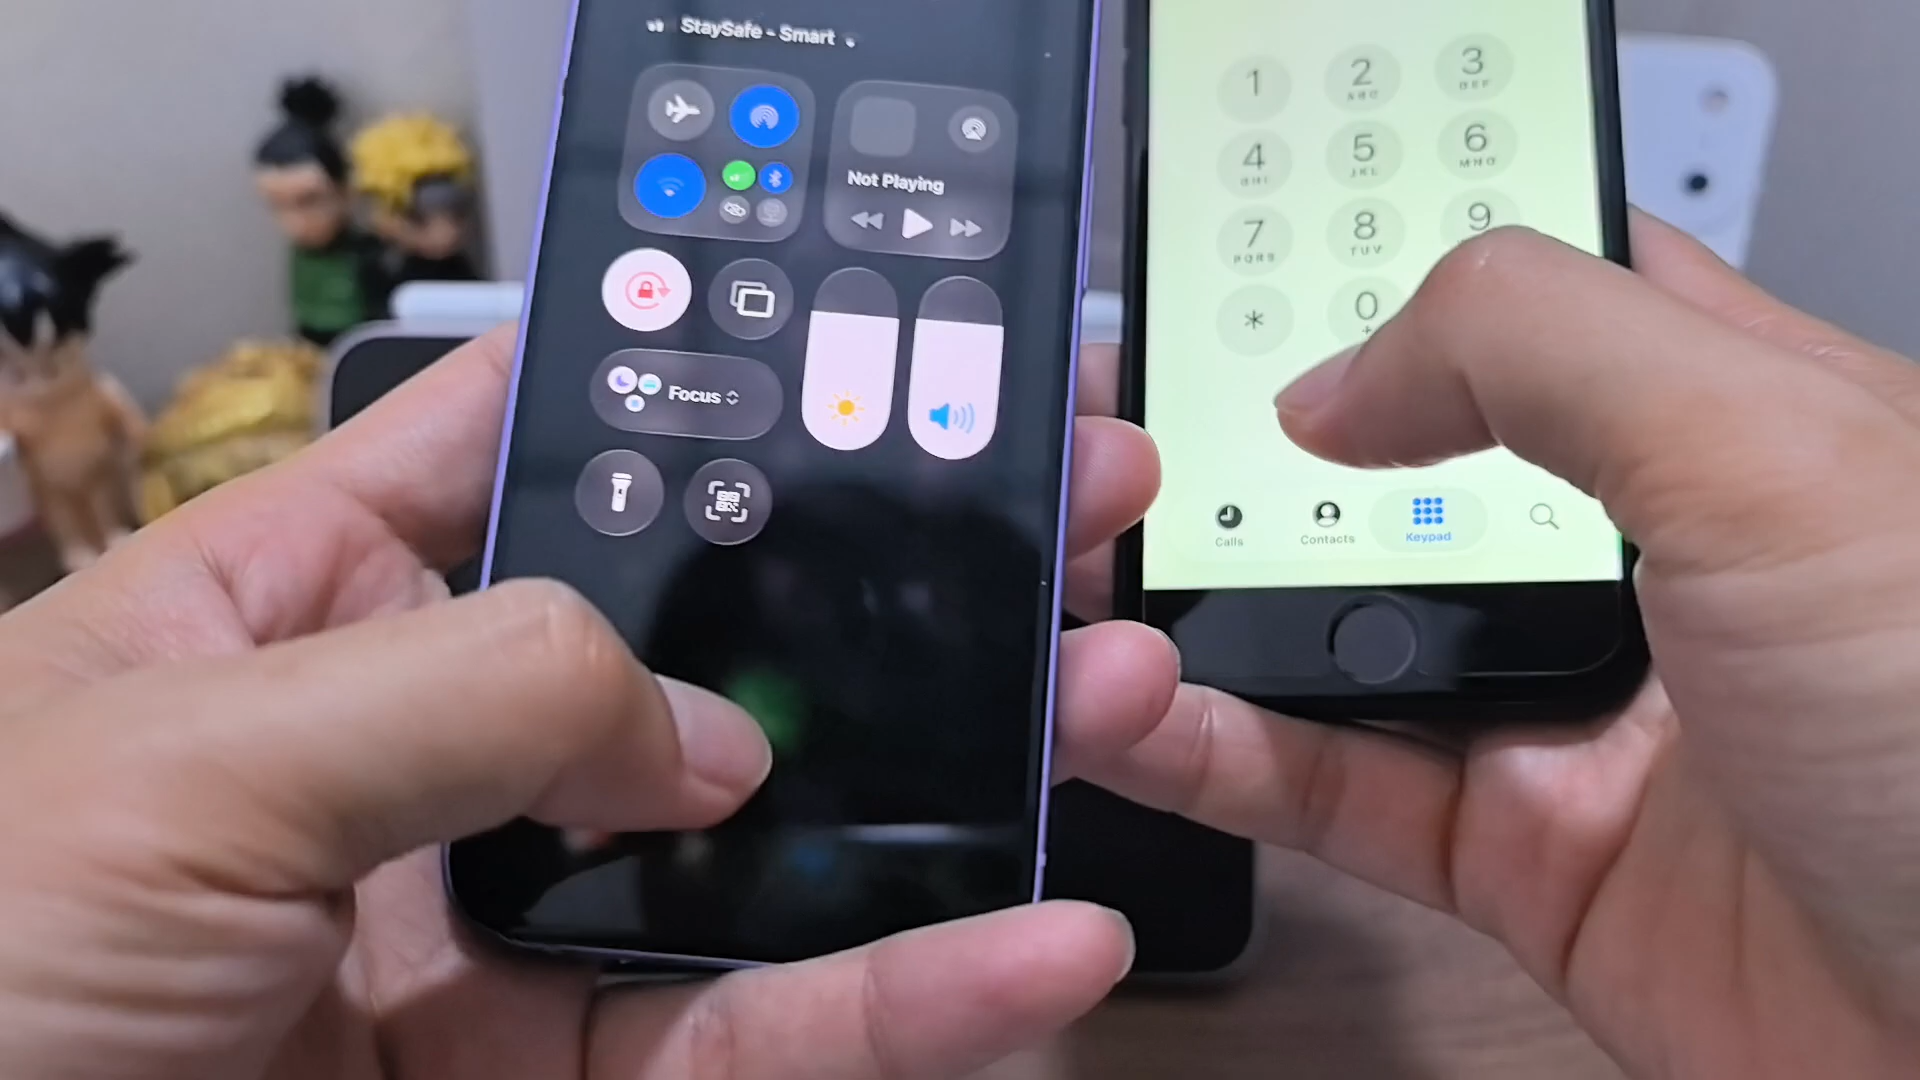 StaySafe - Smart
Not Playing
Focus
1
2
ABC
3
DEF
4
GHI
5
JKL
6
MNO
7
PQRS
8
TUV
9
*
0
+
Calls
Contacts
Keypad